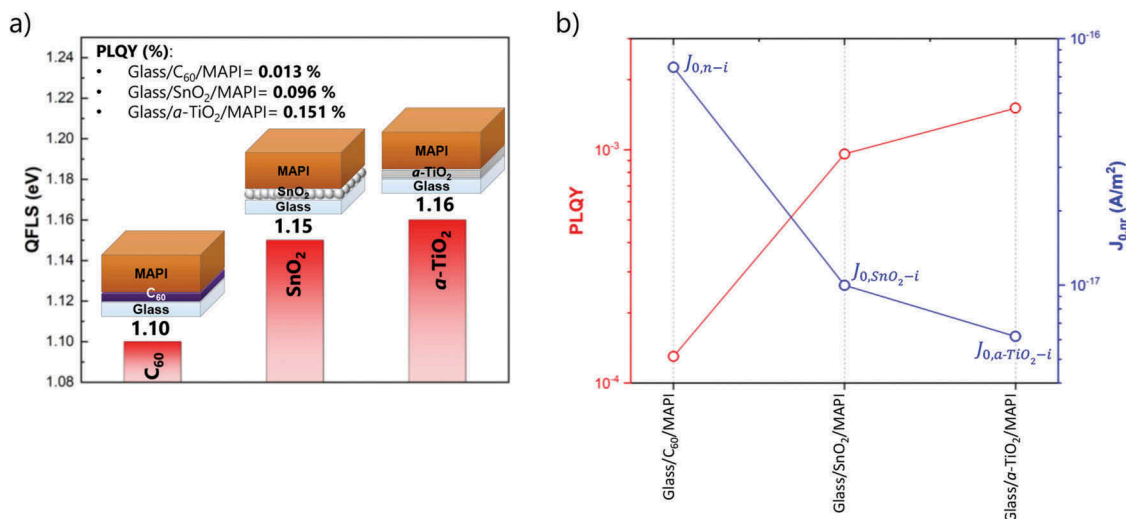 a)
QFLS (eV)
1.24
1.22
1.20
1.18
1.16
1.14
1.12
1.10
1.08
PLQY (%):
• Glass/C₆₀/MAPI= 0.013 %
• Glass/SnO₂/MAPI= 0.096 %
• Glass/a-TiO₂/MAPI= 0.151 %
MAPI
C₆₀
Glass
1.10
C₆₀
MAPI
SnO₂
Glass
1.15
SnO₂
MAPI
a-TiO₂
Glass
1.16
a-TiO₂
b)
PLQY
10⁻³
10⁻⁴
J₀,n−i
J₀,SnO₂−i
J₀,a-TiO₂−i
10⁻¹⁶
10⁻¹⁷
J₀,nr (A/m²)
Glass/C₆₀/MAPI
Glass/SnO₂/MAPI
Glass/a-TiO₂/MAPI